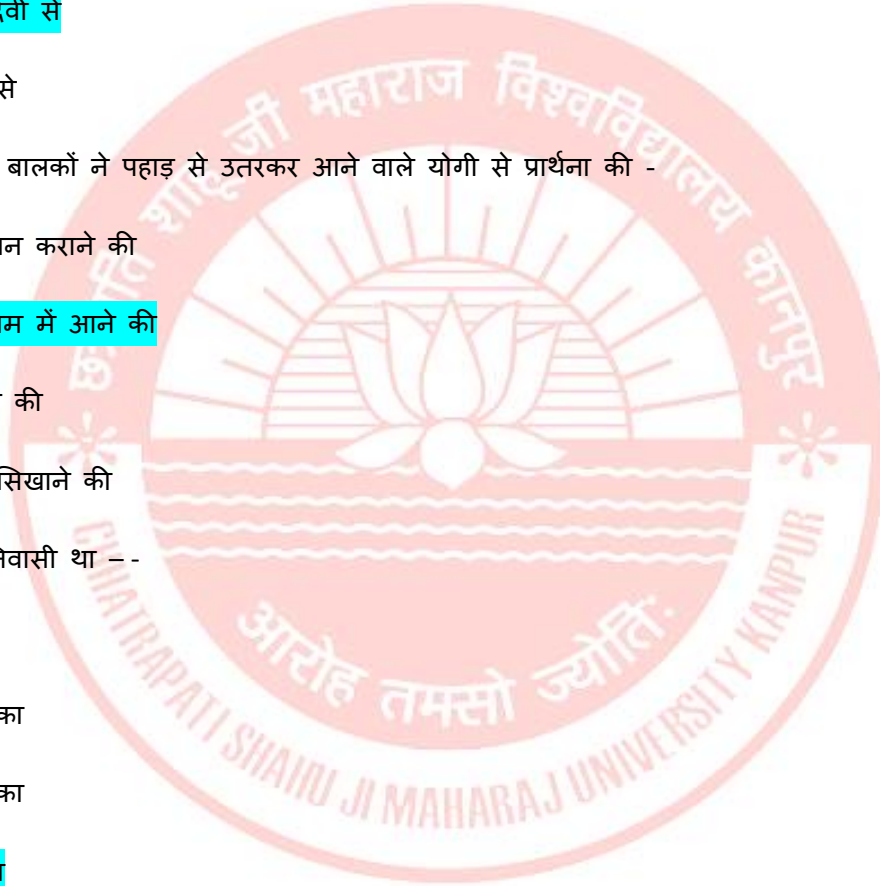 देवी से
से
बालकों ने पहाड़ से उतरकर आने वाले योगी से प्रार्थना की -
कराने की
में आने की
की
सिखाने की
था – -
का
का
छत्रपति शाहू जी महाराज विश्वविद्यालय कानपुर
आरोह तमसो ज्योतिः
CHATRAPATI SHAHU JI MAHARAJ UNIVERSITY KANPUR